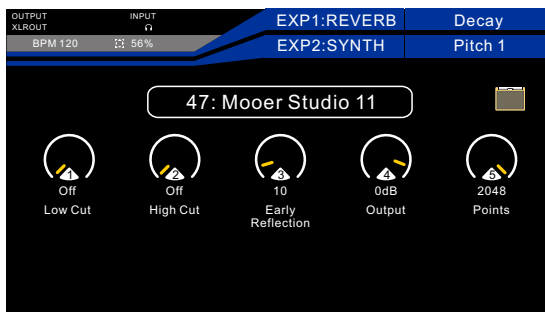 OUTPUT INPUT EXP1:REVERB Decay
XLROUT
BPM 120 56% EXP2:SYNTH Pitch 1
47: Mooer Studio 11
1 2 3 4 5
Off Off 10 0dB 2048
Low Cut High Cut Early Output Points
Reflection